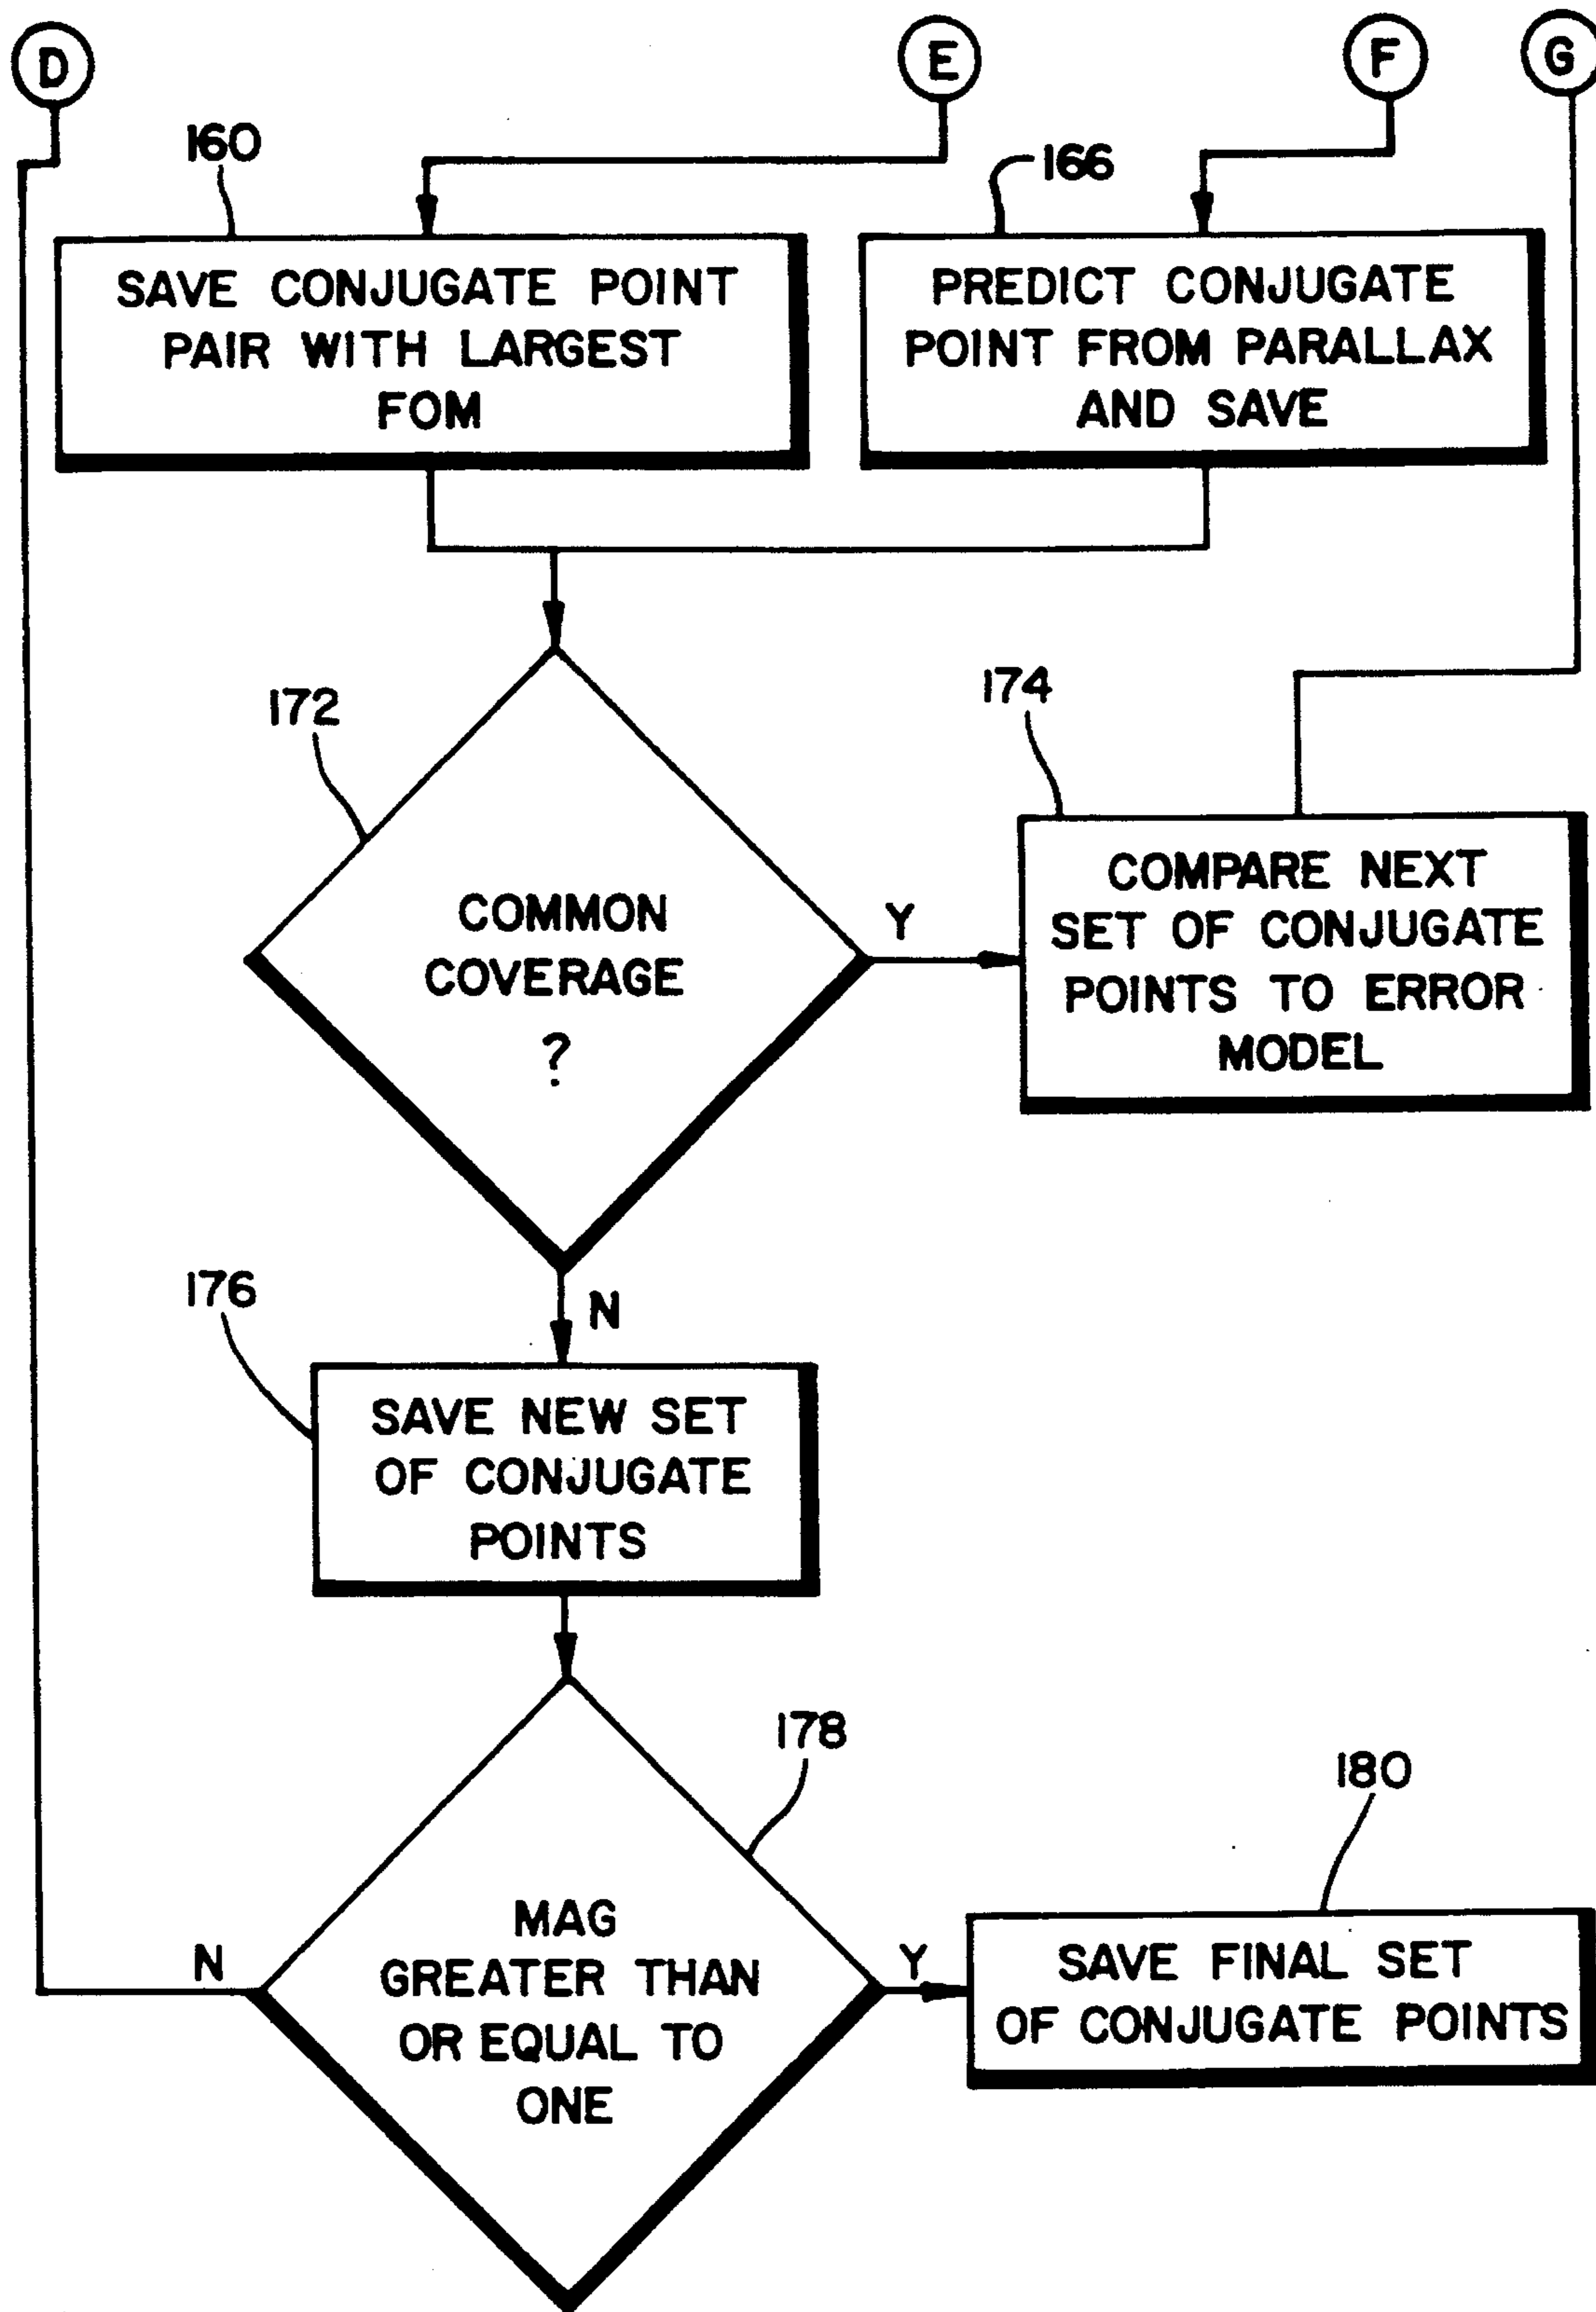 D
E
F
G
160
166
SAVE CONJUGATE POINT
PAIR WITH LARGEST
FOM
PREDICT CONJUGATE
POINT FROM PARALLAX
AND SAVE
172
174
COMMON
COVERAGE
?
Y
COMPARE NEXT
SET OF CONJUGATE
POINTS TO ERROR
MODEL
N
176
SAVE NEW SET
OF CONJUGATE
POINTS
178
180
MAG
GREATER THAN
OR EQUAL TO
ONE
N
Y
SAVE FINAL SET
OF CONJUGATE POINTS